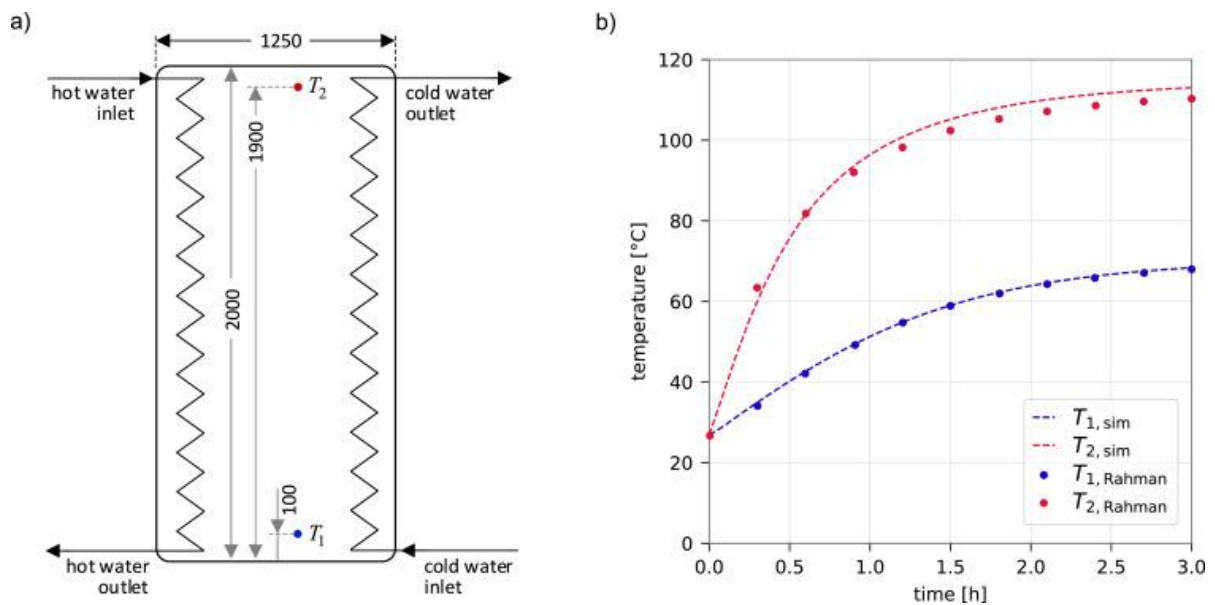 a)
1250
hot water
inlet
T2
cold water
outlet
1900
2000
100
T1
hot water
outlet
cold water
inlet
b)
120
100
80
60
40
20
0
temperature [°C]
0.0 0.5 1.0 1.5 2.0 2.5 3.0
time [h]
T1, sim
T2, sim
T1, Rahman
T2, Rahman